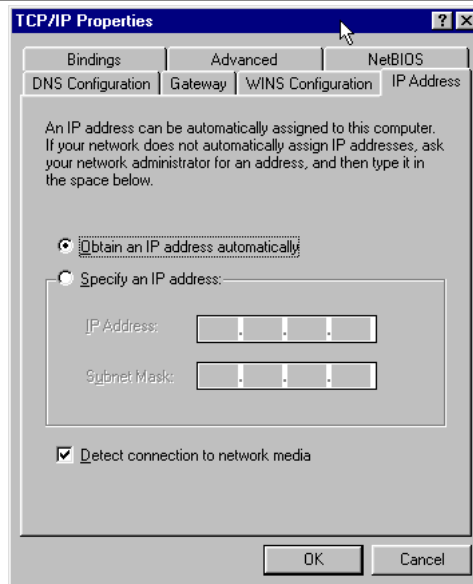 TCP/IP Properties
Bindings Advanced NetBIOS
DNS Configuration Gateway WINS Configuration IP Address
An IP address can be automatically assigned to this computer.
If your network does not automatically assign IP addresses, ask
your network administrator for an address, and then type it in
the space below.
Obtain an IP address automatically
Specify an IP address:
IP Address:
Subnet Mask:
Detect connection to network media
OK Cancel